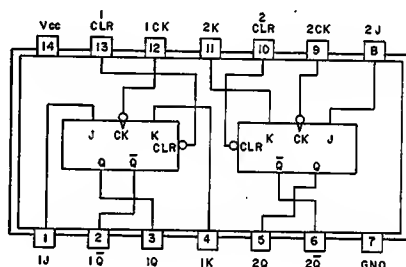 1 2
Vcc CLR 1CK 2K CLR 2CK 2J
14 13 12 11 10 9 8
J CK K CLR CLR K CK J
Q Q̅ Q̅ Q
1 2 3 4 5 6 7
1J 1Q̅ 1Q 1K 2Q 2Q̅ GND